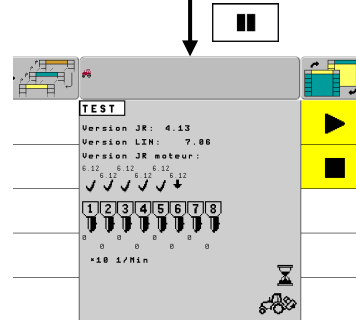 TEST
Version JR: 4.13
Version LIN: 7.06
Version JR moteur:
6.12 6.12 6.12
6.12 6.12 6.12
1 2 3 4 5 6 7 8
0 0 0 0
0 0 0 0
*10 1/Min